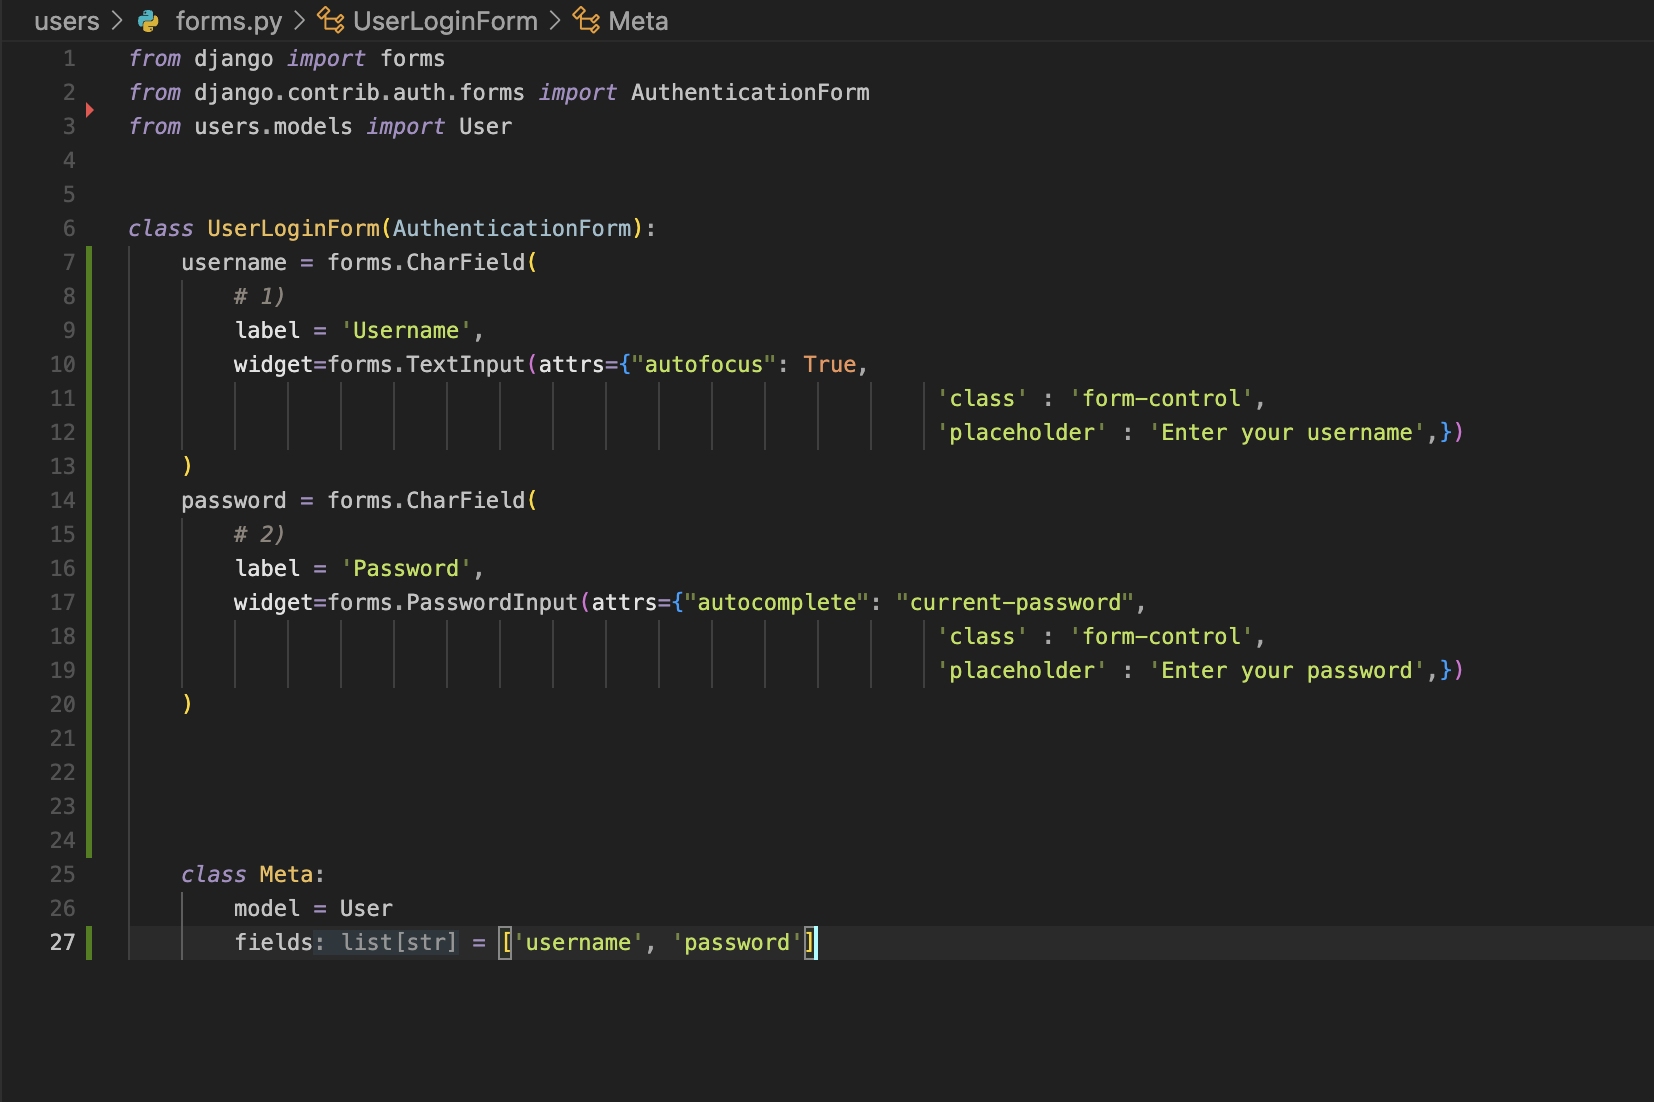 users > forms.py > UserLoginForm > Meta
1 from django import forms
2 from django.contrib.auth.forms import AuthenticationForm
3 from users.models import User
4
5
6 class UserLoginForm(AuthenticationForm):
7     username = forms.CharField(
8         # 1)
9         label = 'Username',
10         widget=forms.TextInput(attrs={"autofocus": True,
11                                                              'class' : 'form-control',
12                                                              'placeholder' : 'Enter your username',})
13     )
14     password = forms.CharField(
15         # 2)
16         label = 'Password',
17         widget=forms.PasswordInput(attrs={"autocomplete": "current-password",
18                                                              'class' : 'form-control',
19                                                              'placeholder' : 'Enter your password',})
20     )
21
22
23
24
25     class Meta:
26         model = User
27         fields: list[str] = ['username', 'password']